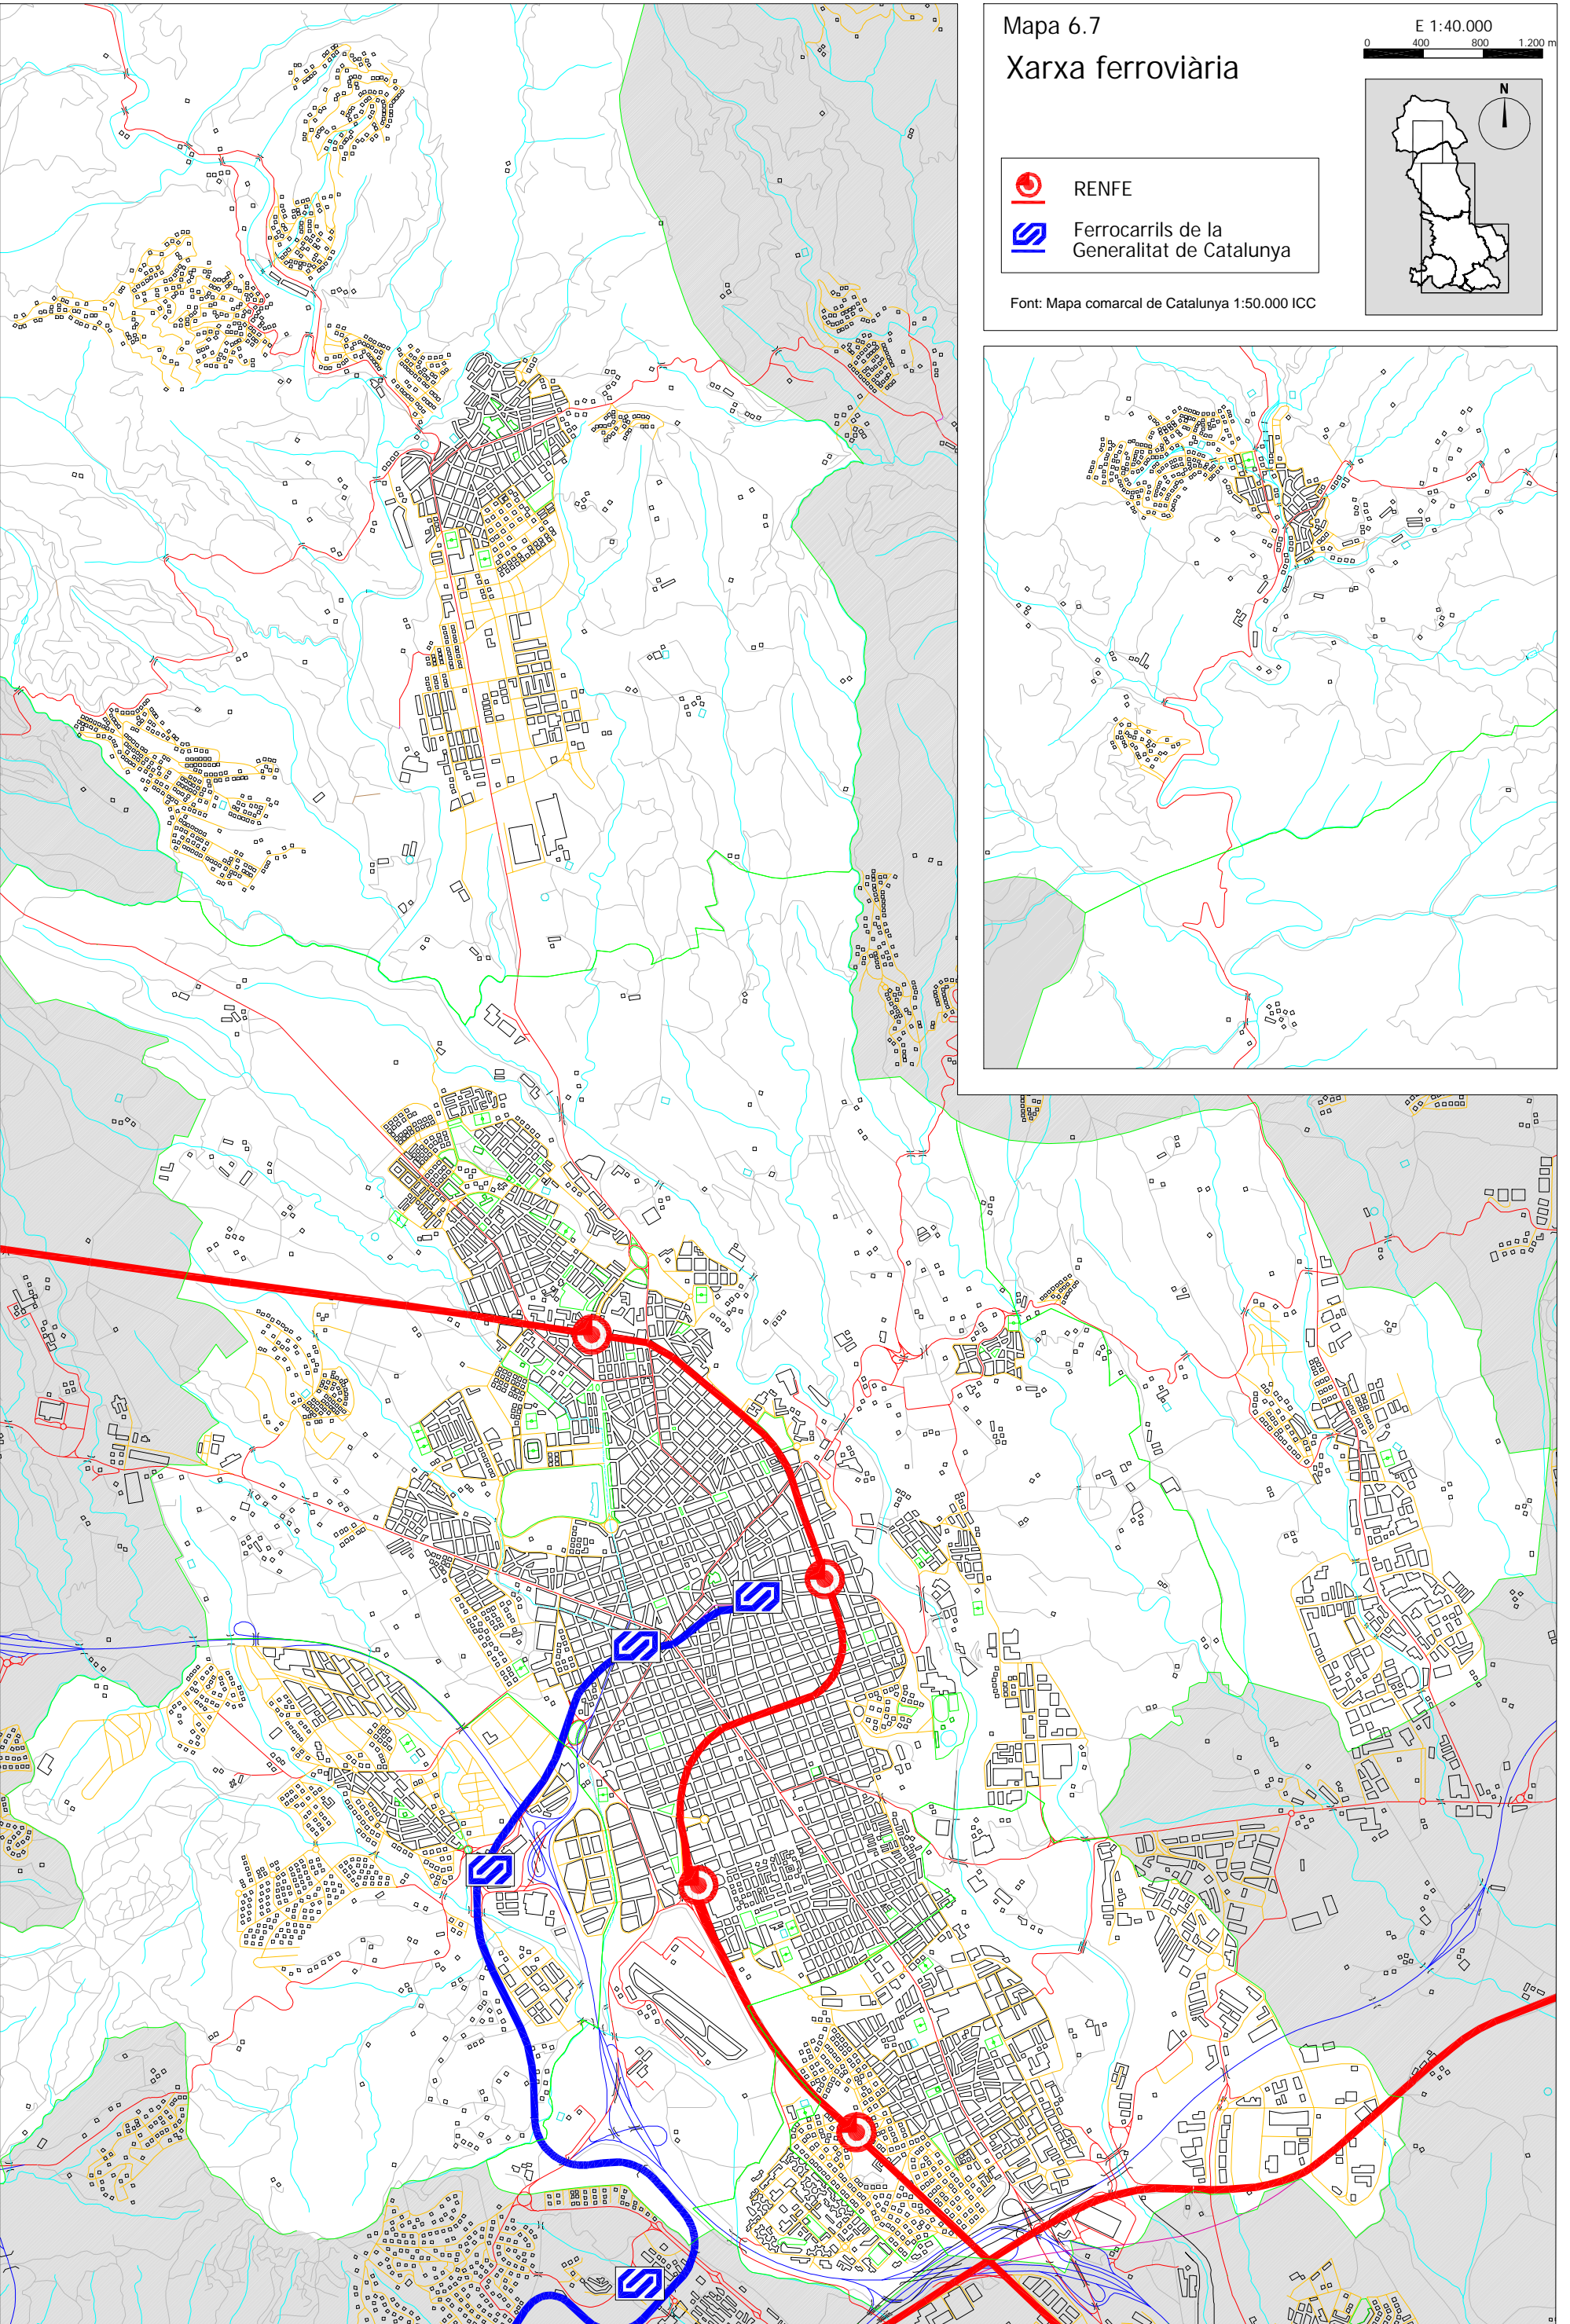 Mapa 6.7
Xarxa ferroviària
E 1:40.000
0 400 800 1.200 m
N
RENFE
Ferrocarrils de la
Generalitat de Catalunya
Font: Mapa comarcal de Catalunya 1:50.000 ICC